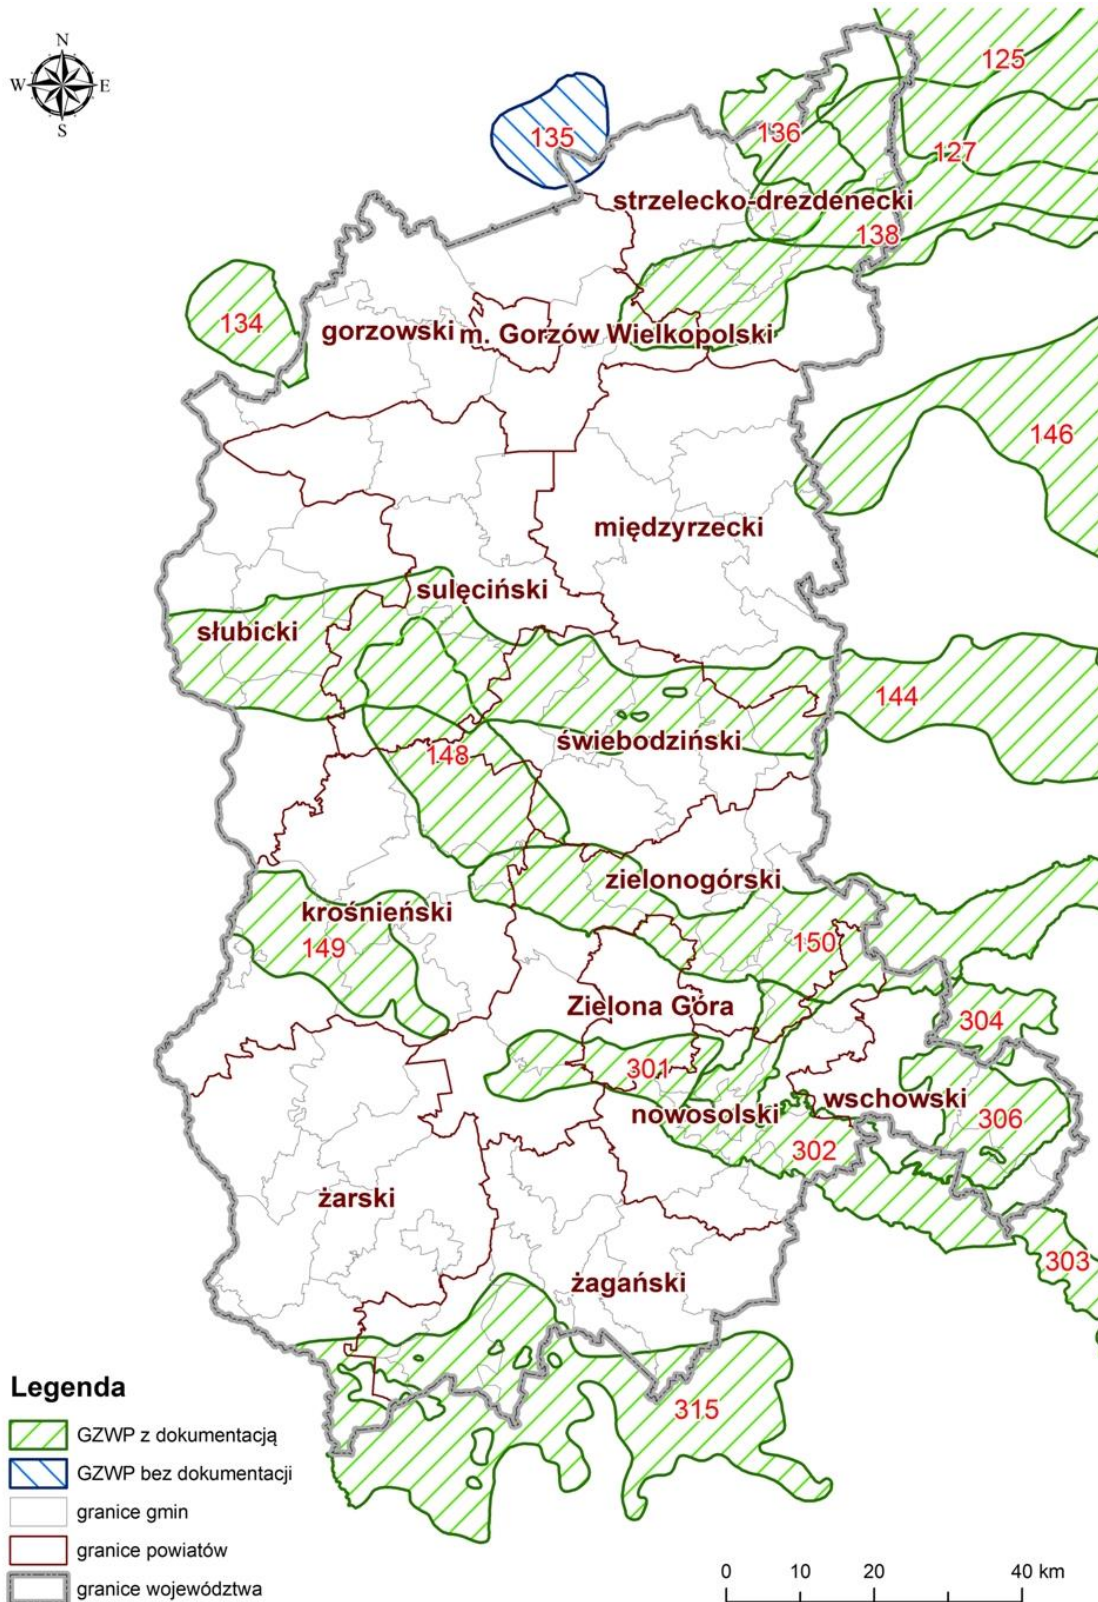 N
W E
S
125
135
136
127
strzelecko-drezdenecki
138
134
gorzowski
m. Gorzów Wielkopolski
146
międzyrzecki
sulęciński
słubicki
144
świebodziński
148
zielonogórski
krośnieński
149
150
Zielona Góra
304
301
wschowski
nowosolski
306
302
żarski
303
żagański
315
Legenda
GZWP z dokumentacją
GZWP bez dokumentacji
granice gmin
granice powiatów
granice województwa
0 10 20 40 km